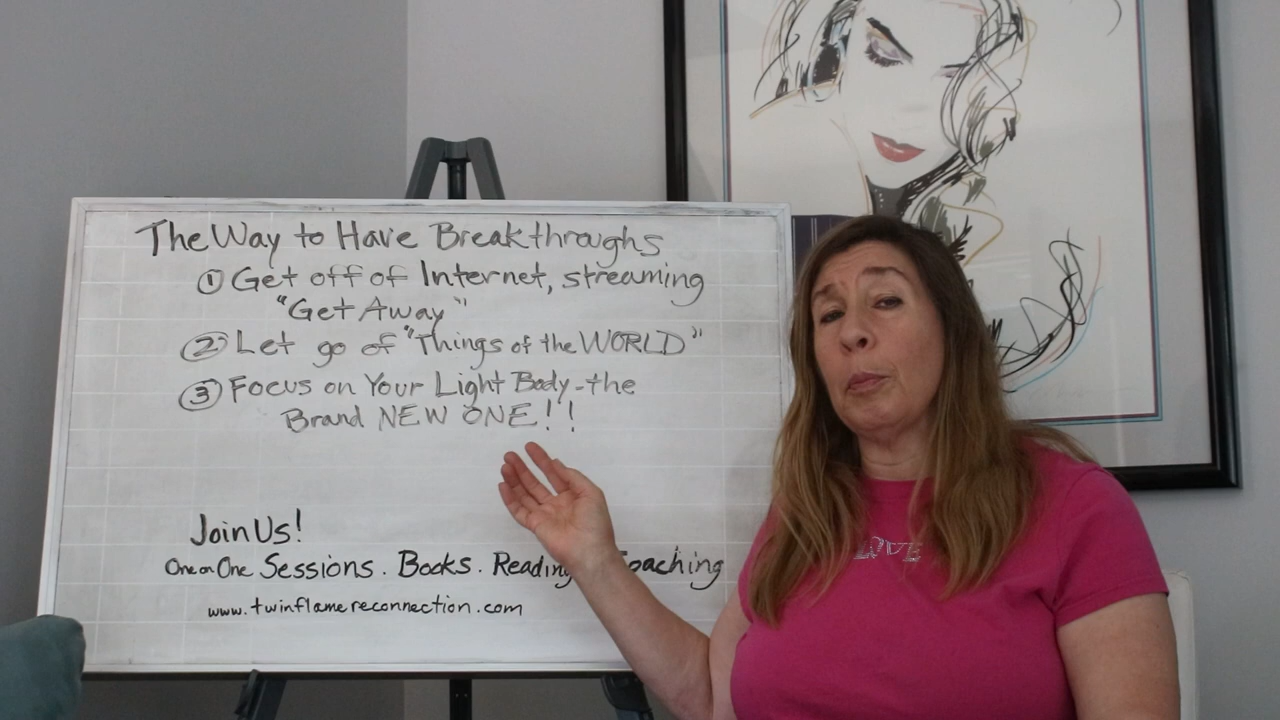 The Way to Have Breakthroughs
① Get off of Internet, streaming
"Get Away"
② Let go of "Things of the WORLD"
③ Focus on Your Light Body-the
Brand NEW ONE!!
Join Us!
One on One Sessions. Books. Reading Coaching
www.twinflamereconnection.com
LOVE